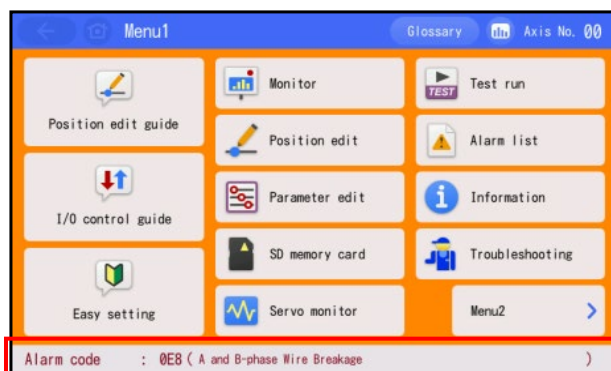 Menu1
Glossary
Axis No. 00
Position edit guide
I/O control guide
Easy setting
Monitor
Position edit
Parameter edit
SD memory card
Servo monitor
TEST
Test run
Alarm list
Information
Troubleshooting
Menu2
Alarm code : 0E8 ( A and B-phase Wire Breakage )